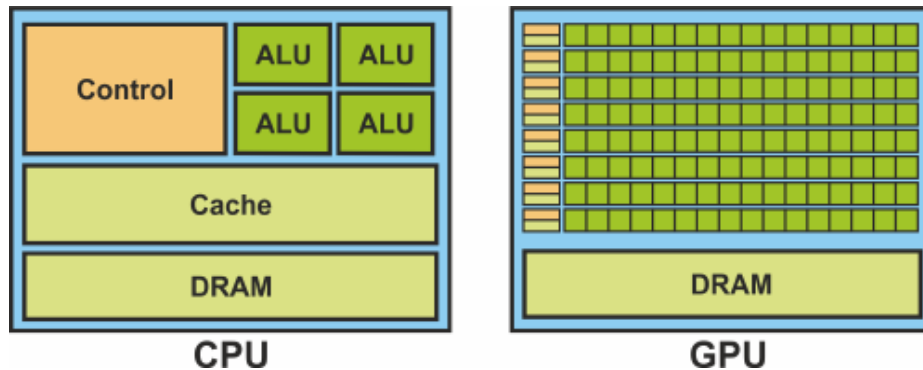 Control
ALU ALU
ALU ALU
Cache
DRAM
CPU
DRAM
GPU